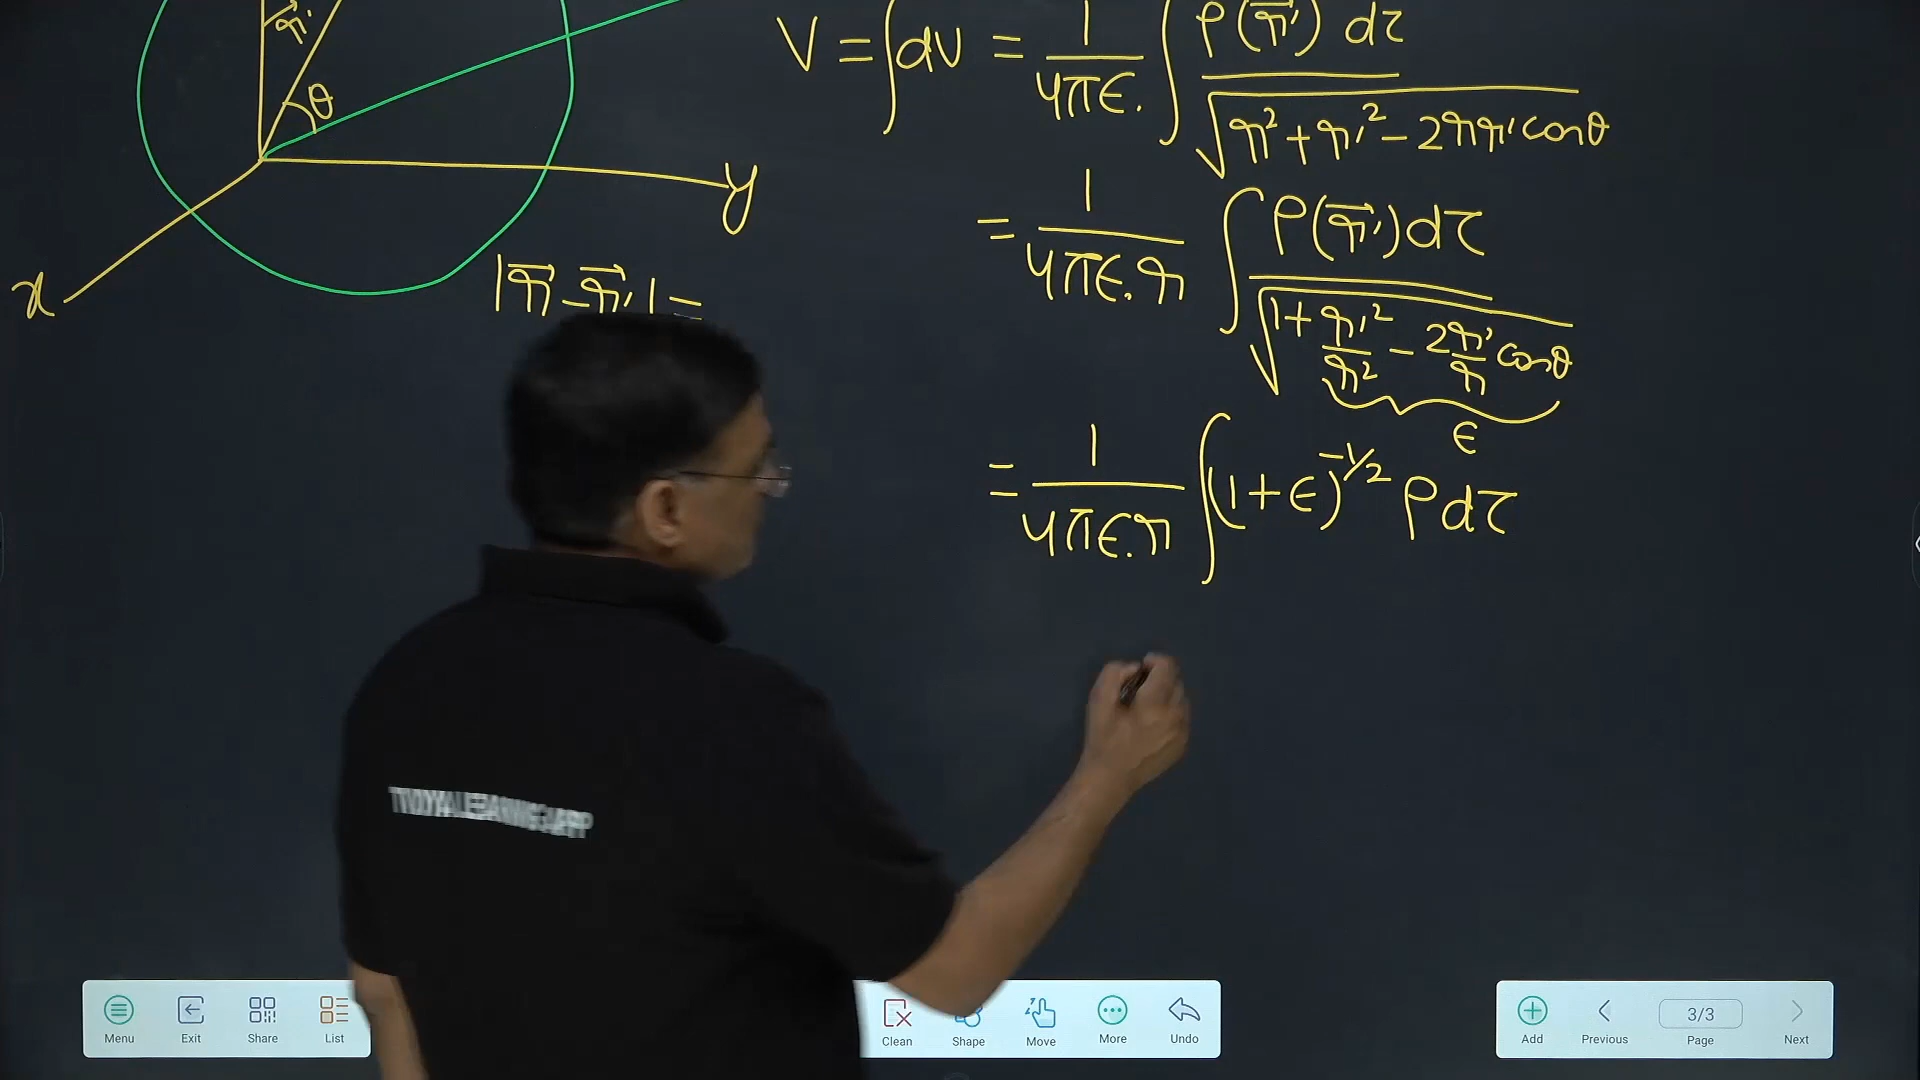 r⃗'
θ
y
x
|r⃗ - r⃗'| =
V = ∫dV = 1/4πε₀ ∫ ρ(r⃗') dτ / √(r² + r'² - 2rr' cosθ)
= 1/4πε₀r ∫ ρ(r⃗')dτ / √(1 + r'²/r² - 2r'/r cosθ)
ε
= 1/4πε₀r ∫(1+ε)^(-1/2) ρdτ
Menu Exit Share List Clean Shape Move More Undo Add Previous 3/3 Page Next